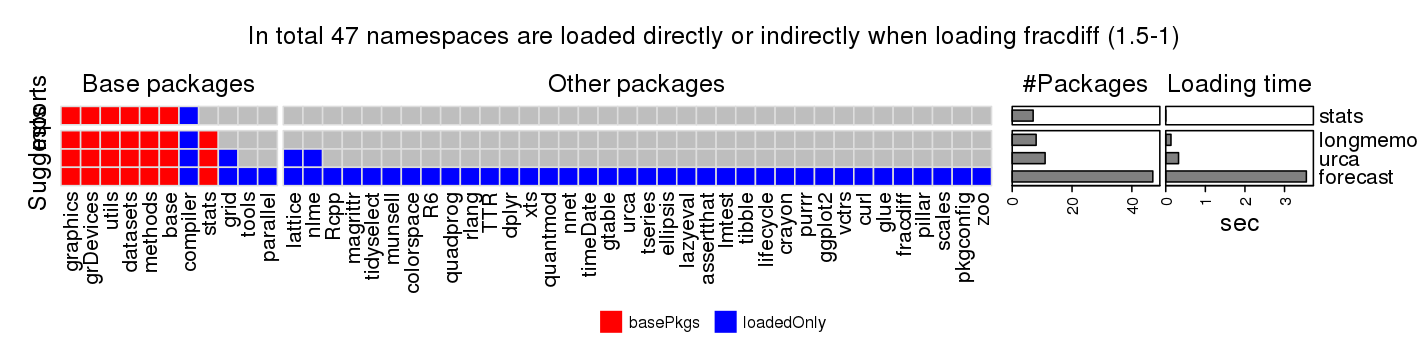 In total 47 namespaces are loaded directly or indirectly when loading fracdiff (1.5-1)
Base packages
Other packages
#Packages
Loading time
Imports
Suggests
stats
longmemo
urca
forecast
graphics
grDevices
utils
datasets
methods
base
compiler
stats
grid
tools
parallel
lattice
nlme
Rcpp
magrittr
tidyselect
munsell
colorspace
R6
quadprog
rlang
TTR
dplyr
xts
quantmod
nnet
timeDate
gtable
urca
tseries
ellipsis
lazyeval
assertthat
lmtest
tibble
lifecycle
crayon
purrr
ggplot2
vctrs
curl
glue
fracdiff
pillar
scales
pkgconfig
zoo
0 20 40
0 1 2 3
sec
basePkgs
loadedOnly